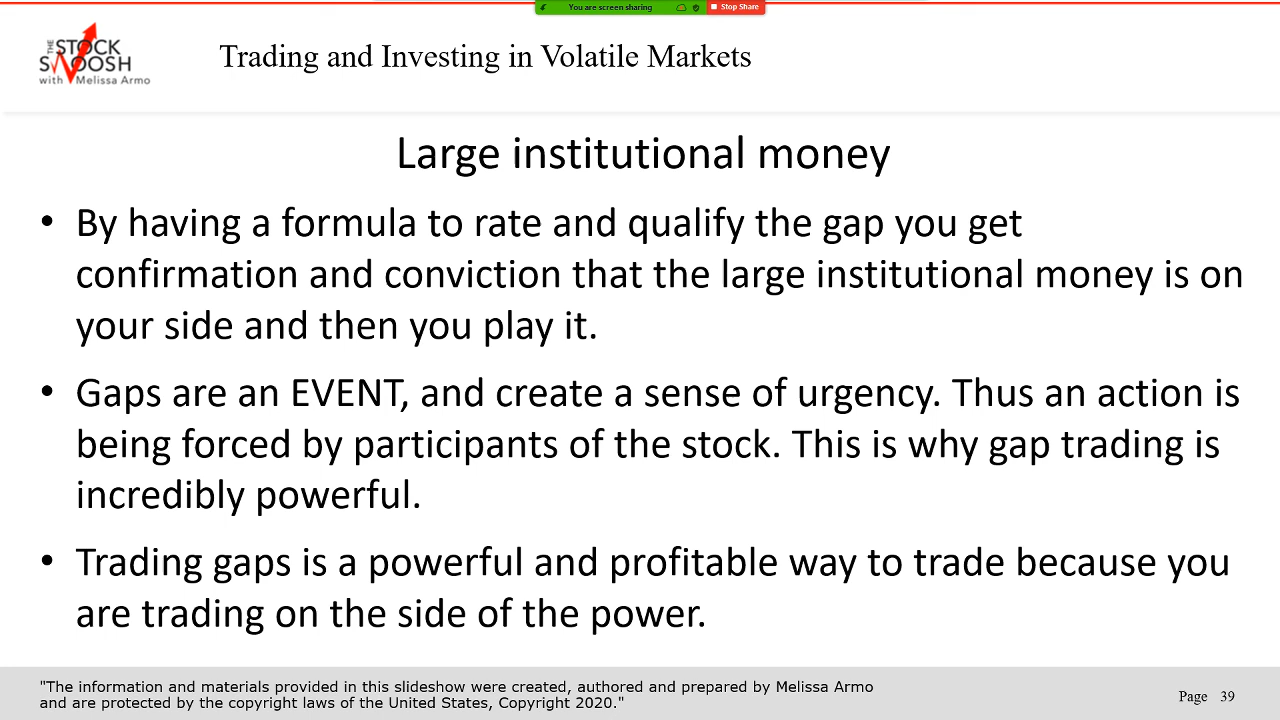 You are screen sharing
Stop Share
THE
STOCK
SWOOSH
with Melissa Armo
Trading and Investing in Volatile Markets
Large institutional money
• By having a formula to rate and qualify the gap you get
confirmation and conviction that the large institutional money is on
your side and then you play it.
• Gaps are an EVENT, and create a sense of urgency. Thus an action is
being forced by participants of the stock. This is why gap trading is
incredibly powerful.
• Trading gaps is a powerful and profitable way to trade because you
are trading on the side of the power.
"The information and materials provided in this slideshow were created, authored and prepared by Melissa Armo
and are protected by the copyright laws of the United States, Copyright 2020."
Page 39